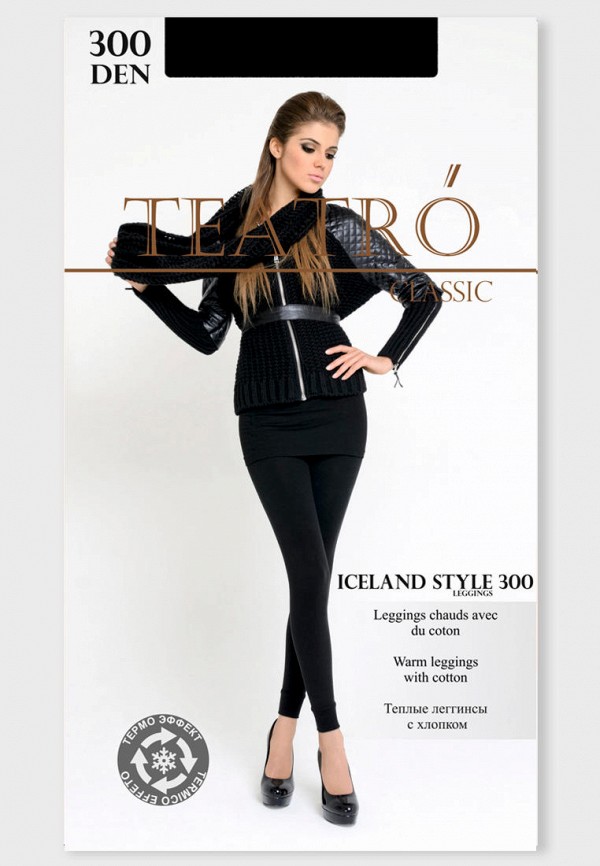 300
DEN
TEATRÓ
CLASSIC
ICELAND STYLE 300
LEGGINGS
Leggings chauds avec
du coton
Warm leggings
with cotton
Теплые леггинсы
с хлопком
ТЕРМО ЭФФЕКТ
TERMICO EFFETO